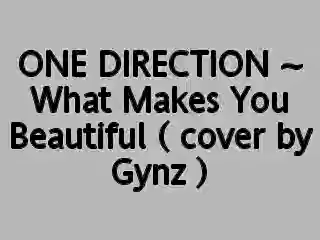 ONE DIRECTION ~
What Makes You
Beautiful ( cover by
Gynz )